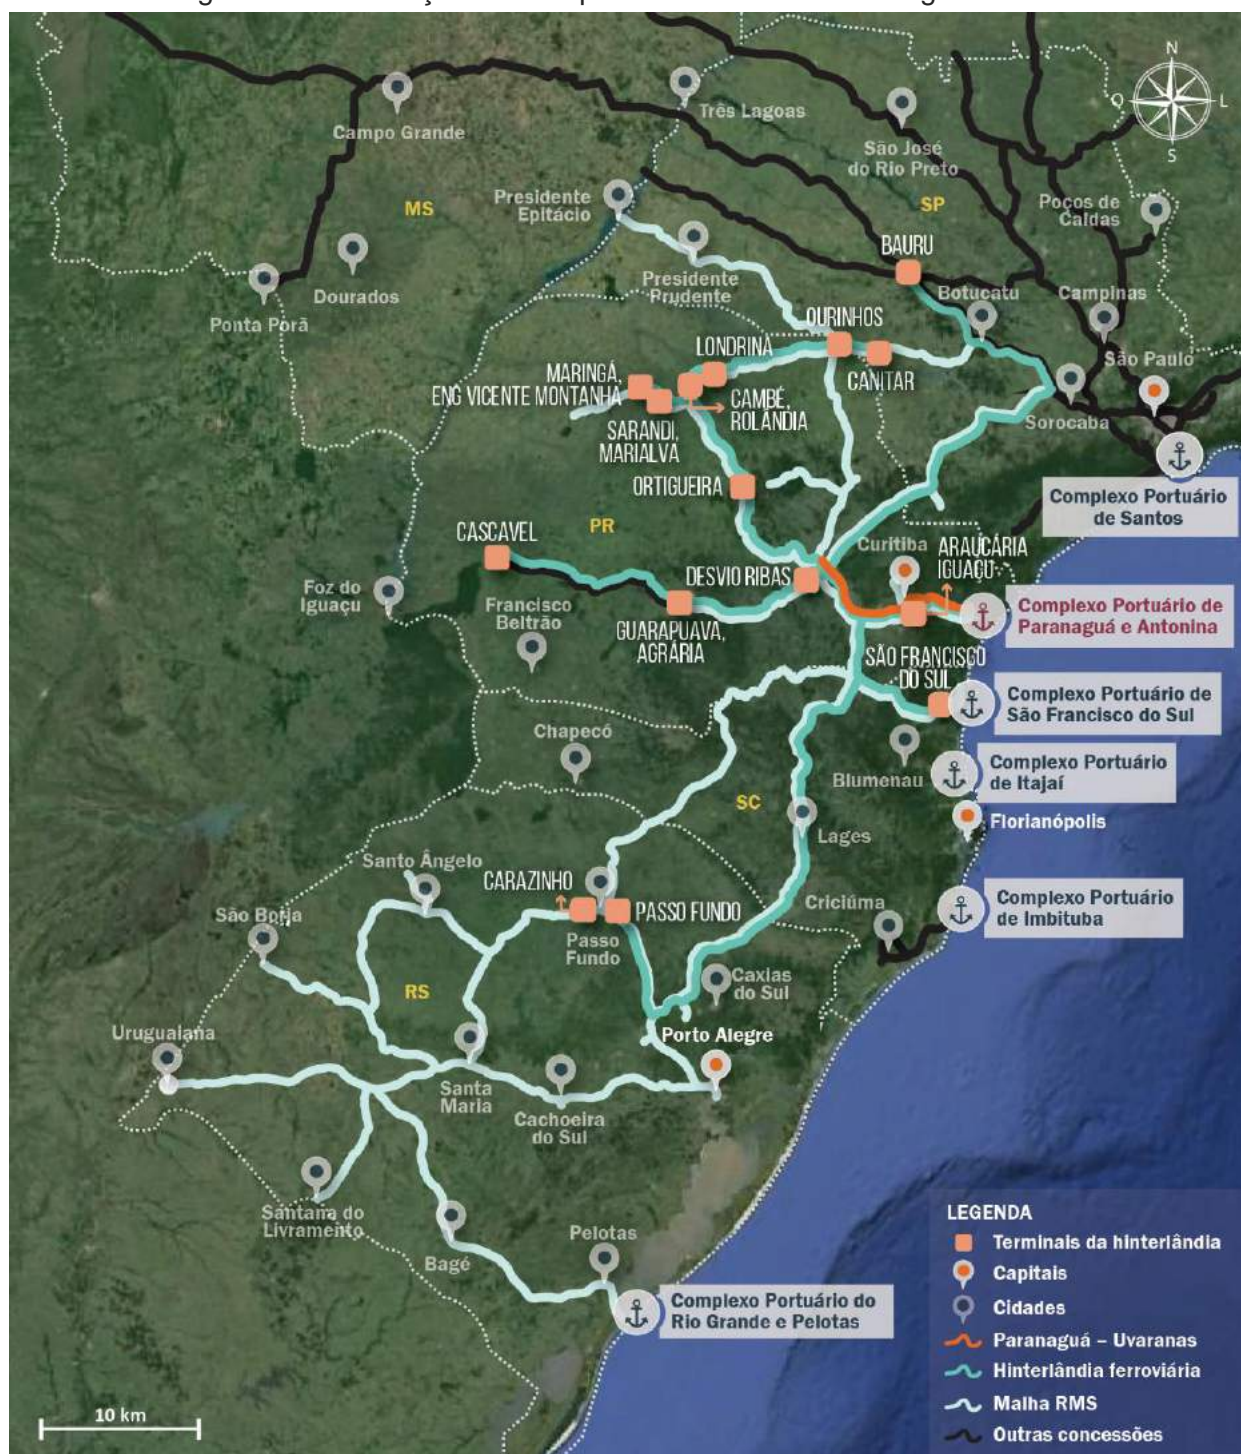 N
O
L
S
Campo Grande
Três Lagoas
São José
do Rio Preto
Presidente
Epitácio
MS
SP
Poços de
Caldas
BAURU
Dourados
Presidente
Prudente
Botucatu
Campinas
Ponta Porã
OURINHOS
LONDRINA
São Paulo
MARINGÁ,
ENG VICENTE MONTANHA
CANITAR
CAMBÉ,
ROLÂNDIA
SARANDI,
MARIALVA
Sorocaba
ORTIGUEIRA
Complexo Portuário
de Santos
PR
CASCAVEL
Curitiba
ARAUCÁRIA
IGUAÇU
DESVIO RIBAS
Foz do
Iguaçu
Francisco
Beltrão
Complexo Portuário de
Paranaguá e Antonina
GUARAPUAVA,
AGRÁRIA
SÃO FRANCISCO
DO SUL
Complexo Portuário de
São Francisco do Sul
Chapecó
Blumenau
Complexo Portuário
de Itajaí
SC
Florianópolis
Lages
Santo Ângelo
CARAZINHO
Criciúma
Complexo Portuário
de Imbituba
São Borja
PASSO FUNDO
Passo
Fundo
Caxias
do Sul
RS
Uruguaiana
Porto Alegre
Santa
Maria
Cachoeira
do Sul
Santana do
Livramento
Pelotas
Bagé
Complexo Portuário do
Rio Grande e Pelotas
LEGENDA
Terminais da hinterlândia
Capitais
Cidades
Paranaguá – Uvaranas
Hinterlândia ferroviária
Malha RMS
Outras concessões
10 km